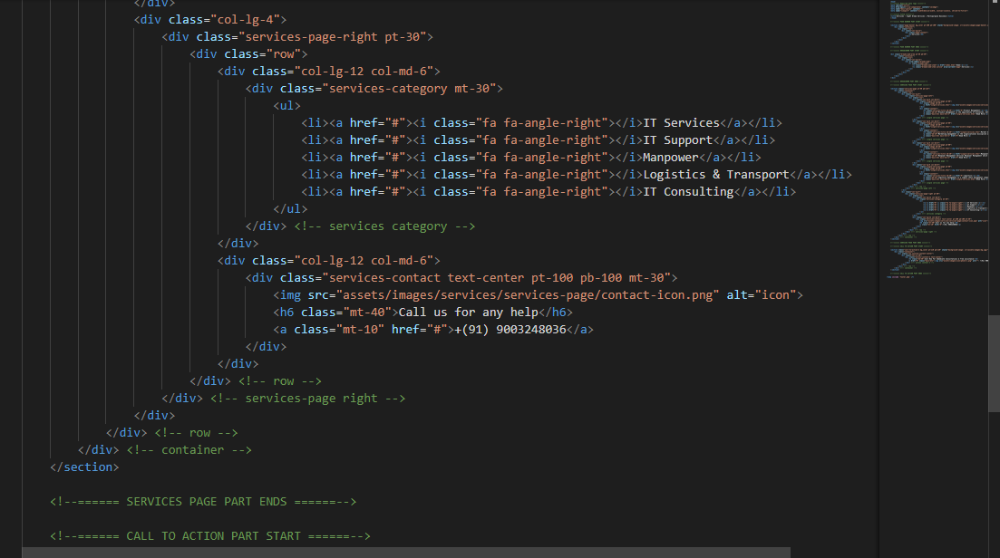 </div>
<div class="col-lg-4">
<div class="services-page-right pt-30">
<div class="row">
<div class="col-lg-12 col-md-6">
<div class="services-category mt-30">
<ul>
<li><a href="#"><i class="fa fa-angle-right"></i>IT Services</a></li>
<li><a href="#"><i class="fa fa-angle-right"></i>IT Support</a></li>
<li><a href="#"><i class="fa fa-angle-right"></i>Manpower</a></li>
<li><a href="#"><i class="fa fa-angle-right"></i>Logistics & Transport</a></li>
<li><a href="#"><i class="fa fa-angle-right"></i>IT Consulting</a></li>
</ul>
</div> <!-- services category -->
</div>
<div class="col-lg-12 col-md-6">
<div class="services-contact text-center pt-100 pb-100 mt-30">
<img src="assets/images/services/services-page/contact-icon.png" alt="icon">
<h6 class="mt-40">Call us for any help</h6>
<a class="mt-10" href="#">+(91) 9003248036</a>
</div>
</div>
</div> <!-- row -->
</div> <!-- services-page right -->
</div>
</div> <!-- row -->
</div> <!-- container -->
</section>
<!--====== SERVICES PAGE PART ENDS ======-->
<!--====== CALL TO ACTION PART START ======-->